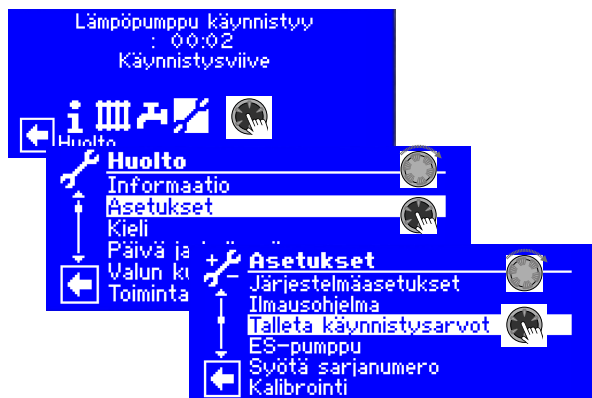 Lämpöpumppu käynnistyy
: 00:02
Käynnistysviive
Huolto
Huolto
Informaatio
Asetukset
Kieli
Päivä ja
Valun
Toiminta
Asetukset
Järjestelmäasetukset
Ilmausohjelma
Talleta käynnistysarvot
ES-pumppu
Syötä sarjanumero
Kalibrointi